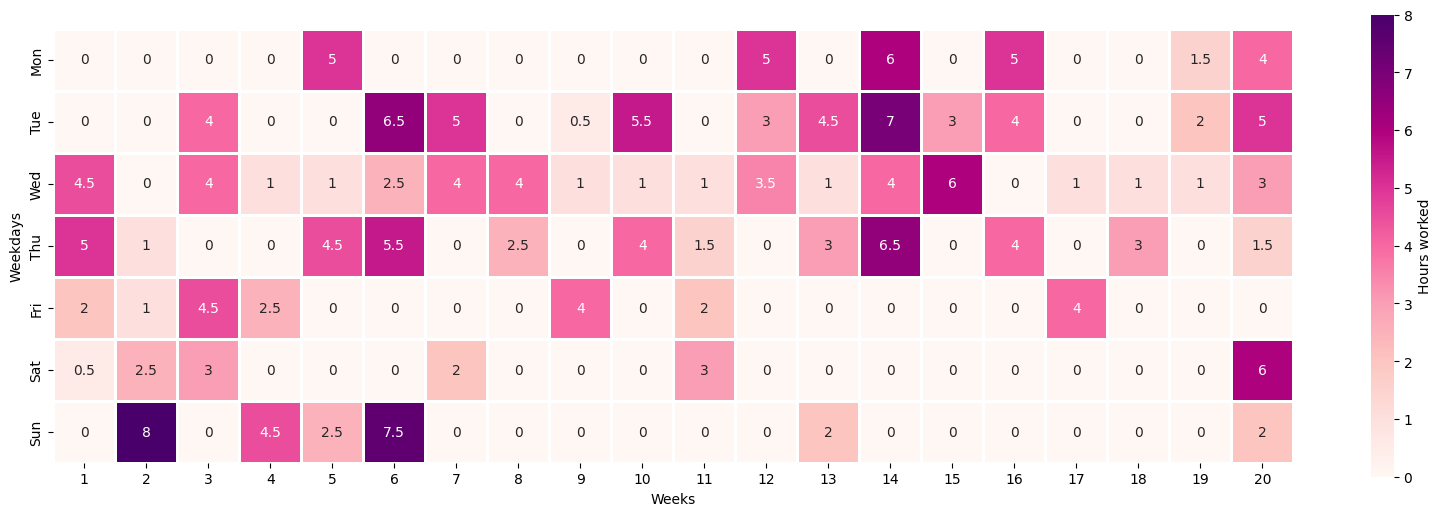 Mon 0 0 0 0 5 0 0 0 0 0 0 5 0 6 0 5 0 0 1.5 4
Tue 0 0 4 0 0 6.5 5 0 0.5 5.5 0 3 4.5 7 3 4 0 0 2 5
Wed 4.5 0 4 1 1 2.5 4 4 1 1 1 3.5 1 4 6 0 1 1 1 3
Thu 5 1 0 0 4.5 5.5 0 2.5 0 4 1.5 0 3 6.5 0 4 0 3 0 1.5
Fri 2 1 4.5 2.5 0 0 0 0 4 0 2 0 0 0 0 0 4 0 0 0
Sat 0.5 2.5 3 0 0 0 2 0 0 0 3 0 0 0 0 0 0 0 0 6
Sun 0 8 0 4.5 2.5 7.5 0 0 0 0 0 0 2 0 0 0 0 0 0 2
1 2 3 4 5 6 7 8 9 10 11 12 13 14 15 16 17 18 19 20
Weeks
Weekdays
8
7
6
5
4
3
2
1
0
Hours worked